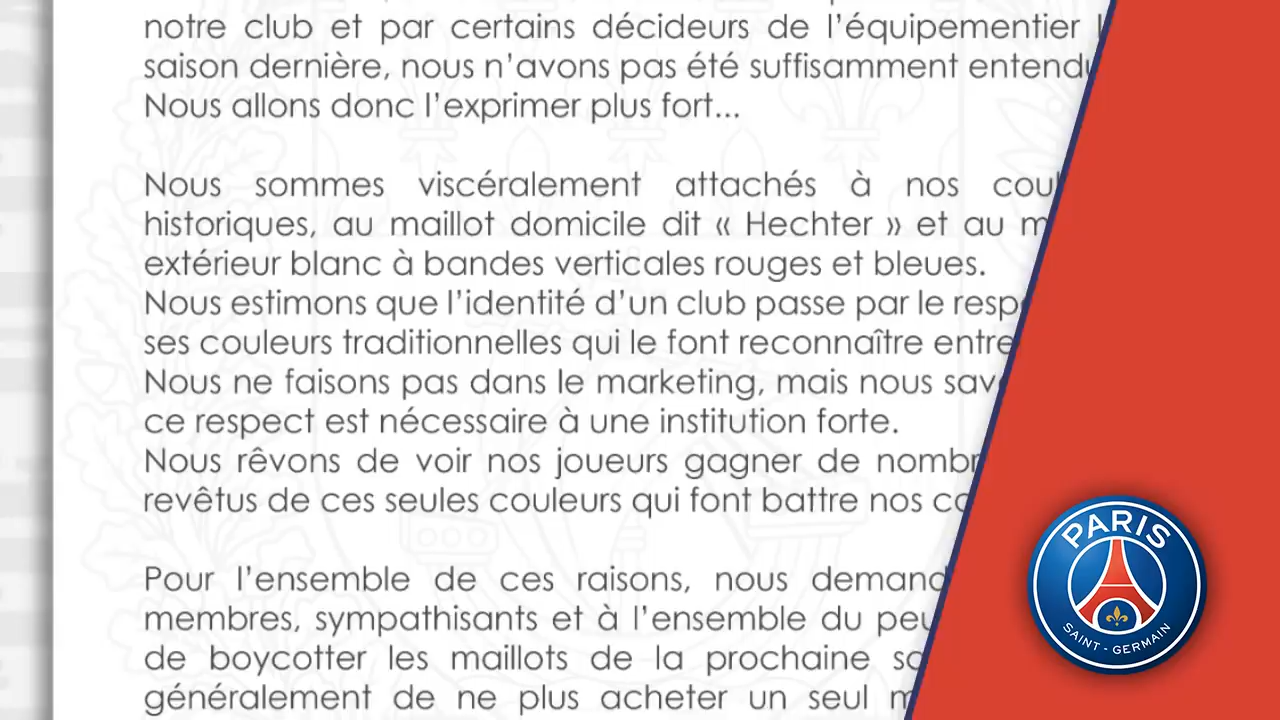 notre club et par certains décideurs de l’équipementier
saison dernière, nous n’avons pas été suffisamment
Nous allons donc l’exprimer plus fort...
Nous sommes viscéralement attachés à nos
historiques, au maillot domicile dit « Hechter » et au
extérieur blanc à bandes verticales rouges et bleues.
Nous estimons que l’identité d’un club passe par le
ses couleurs traditionnelles qui le font reconnaître
Nous ne faisons pas dans le marketing, mais nous
ce respect est nécessaire à une institution forte.
Nous rêvons de voir nos joueurs gagner de
revêtus de ces seules couleurs qui font battre nos
Pour l’ensemble de ces raisons, nous
membres, sympathisants et à l’ensemble du
de boycotter les maillots de la prochaine
généralement de ne plus acheter un seul
PARIS
SAINT-GERMAIN